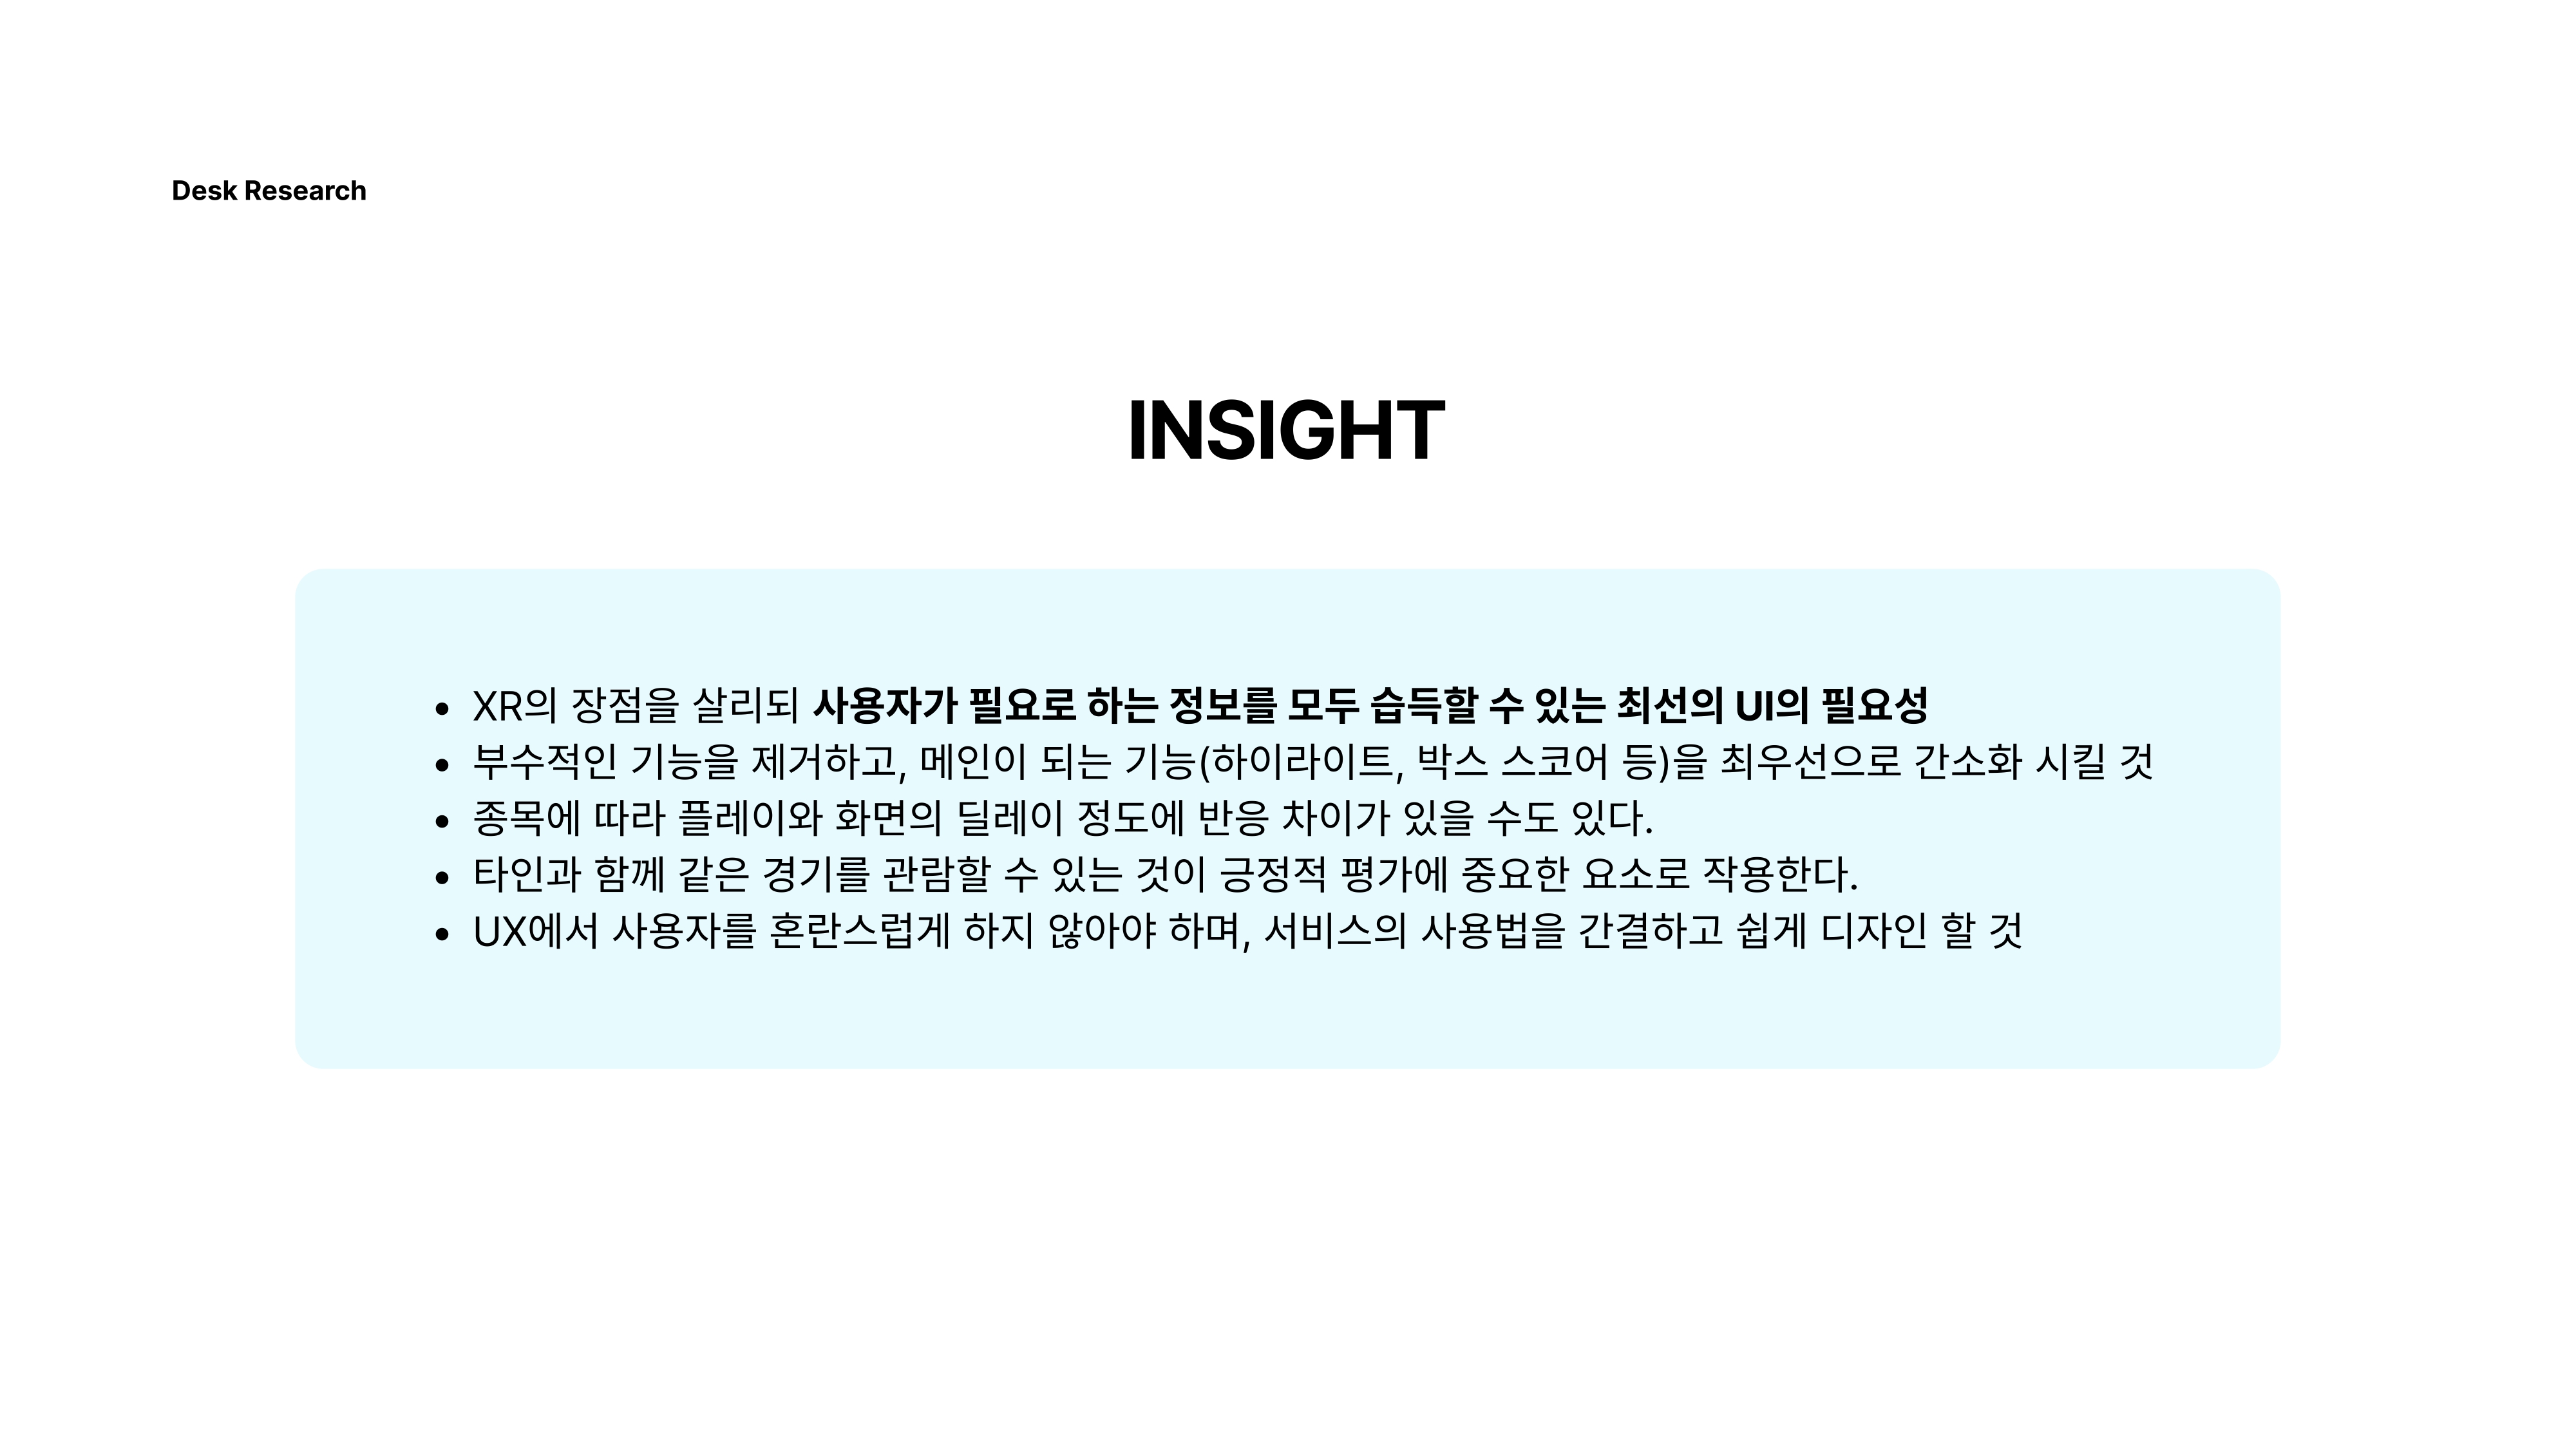 Desk Research
INSIGHT
• XR의 장점을 살리되 사용자가 필요로 하는 정보를 모두 습득할 수 있는 최선의 UI의 필요성
• 부수적인 기능을 제거하고, 메인이 되는 기능(하이라이트, 박스 스코어 등)을 최우선으로 간소화 시킬 것
• 종목에 따라 플레이와 화면의 딜레이 정도에 반응 차이가 있을 수도 있다.
• 타인과 함께 같은 경기를 관람할 수 있는 것이 긍정적 평가에 중요한 요소로 작용한다.
• UX에서 사용자를 혼란스럽게 하지 않아야 하며, 서비스의 사용법을 간결하고 쉽게 디자인 할 것